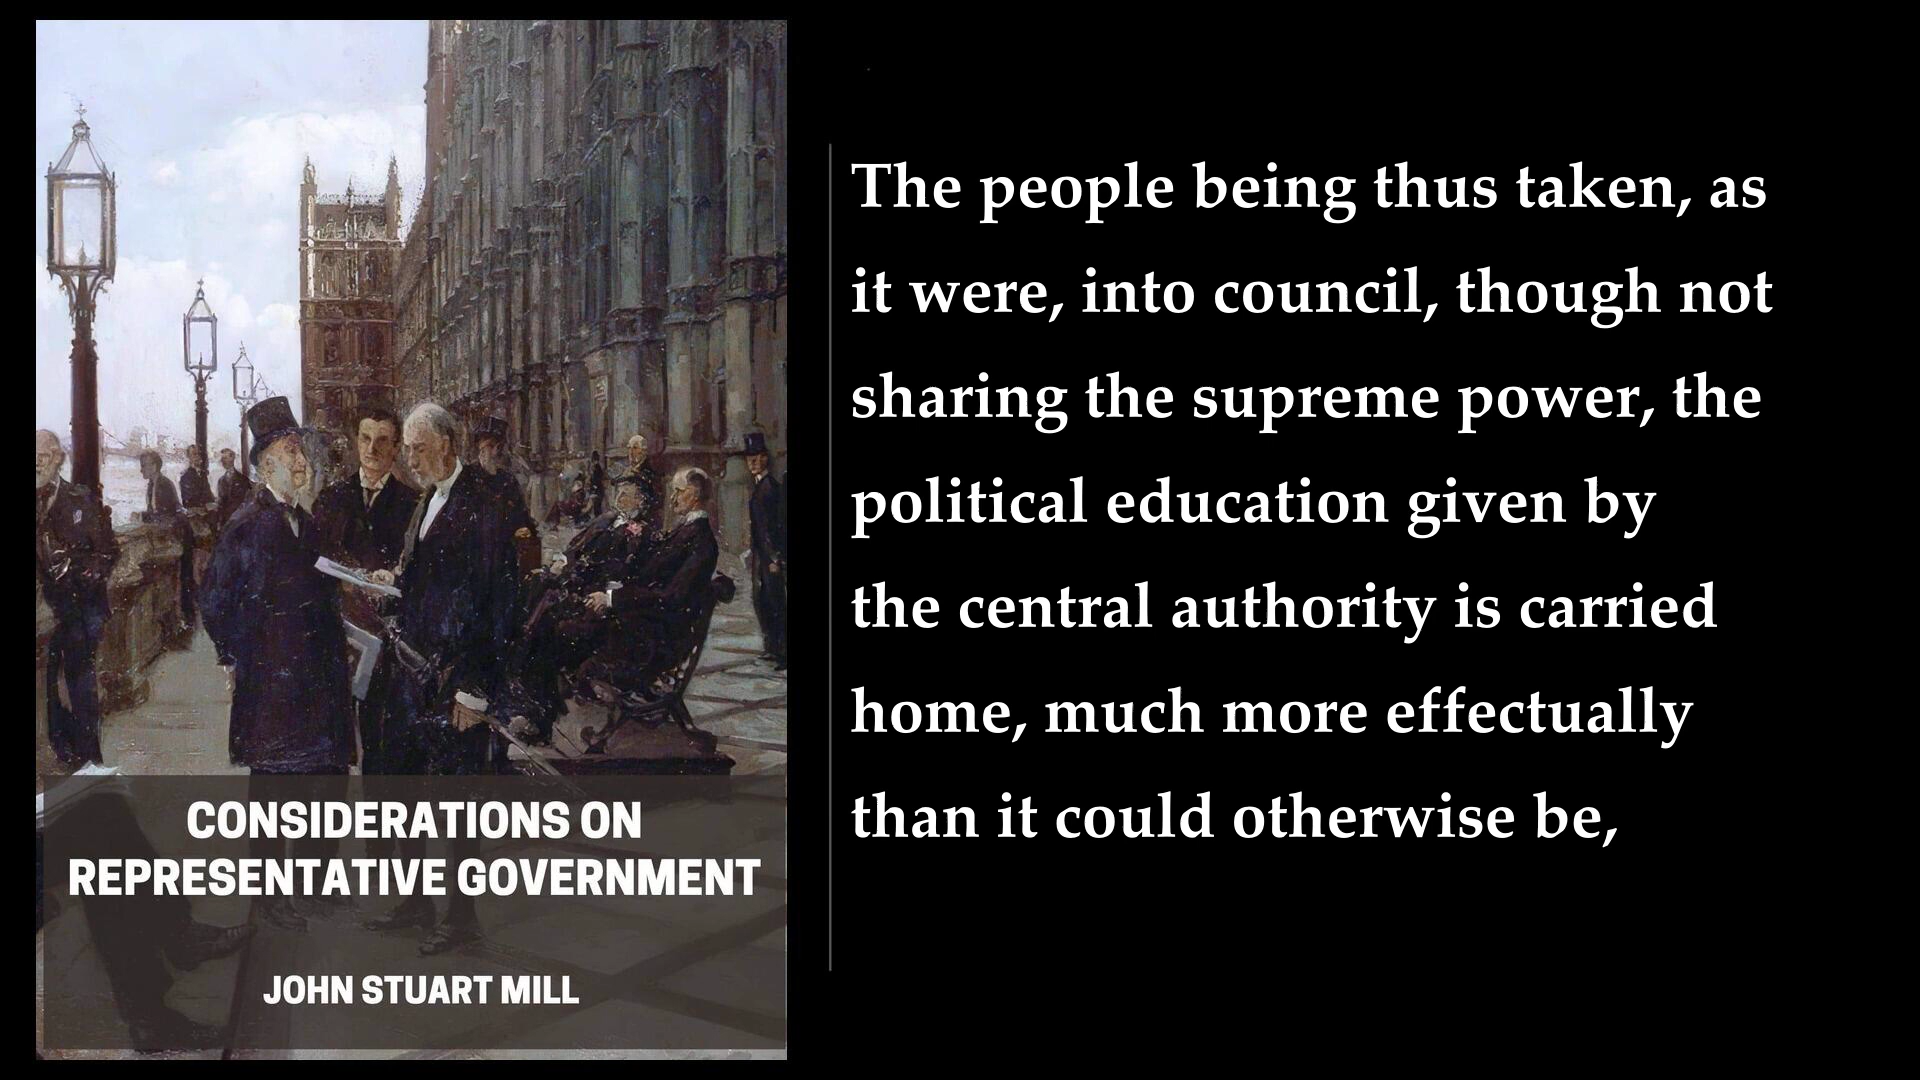 CONSIDERATIONS ON
REPRESENTATIVE GOVERNMENT
JOHN STUART MILL
The people being thus taken, as
it were, into council, though not
sharing the supreme power, the
political education given by
the central authority is carried
home, much more effectually
than it could otherwise be,